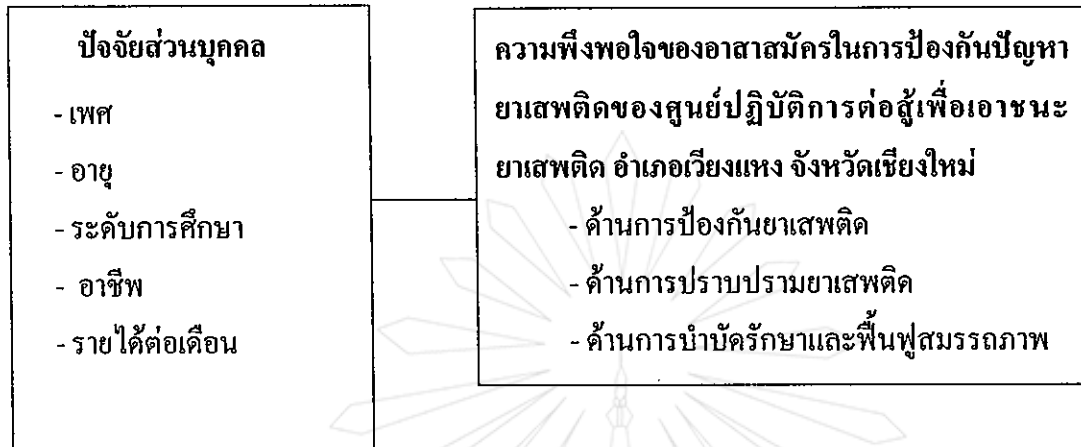 ปัจจัยส่วนบุคคล
- เพศ
- อายุ
- ระดับการศึกษา
- อาชีพ
- รายได้ต่อเดือน
ความพึงพอใจของอาสาสมัครในการป้องกันปัญหา
ยาเสพติดของศูนย์ปฏิบัติการต่อสู้เพื่อเอาชนะ
ยาเสพติด อำเภอเวียงแหง จังหวัดเชียงใหม่
- ด้านการป้องกันยาเสพติด
- ด้านการปราบปรามยาเสพติด
- ด้านการบำบัดรักษาและฟื้นฟูสมรรถภาพ